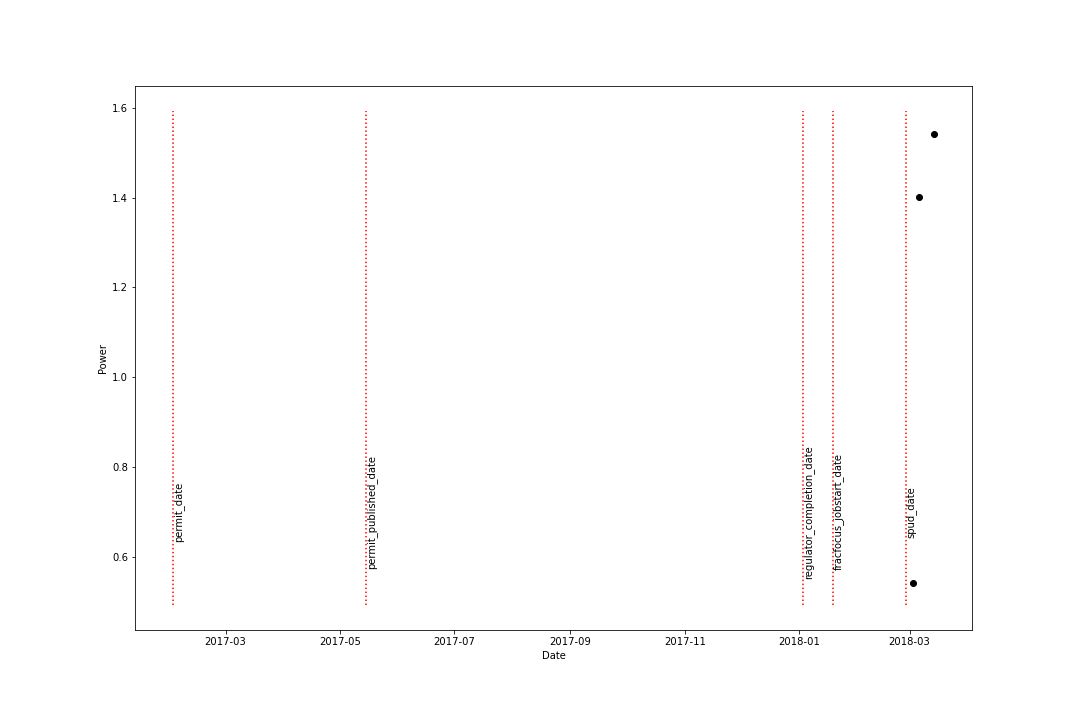 1.6
1.4
1.2
1.0
0.8
0.6
Power
permit_date
permit_published_date
regulator_completion_date
fracfocus_jobstart_date
spud_date
2017-03
2017-05
2017-07
2017-09
2017-11
2018-01
2018-03
Date